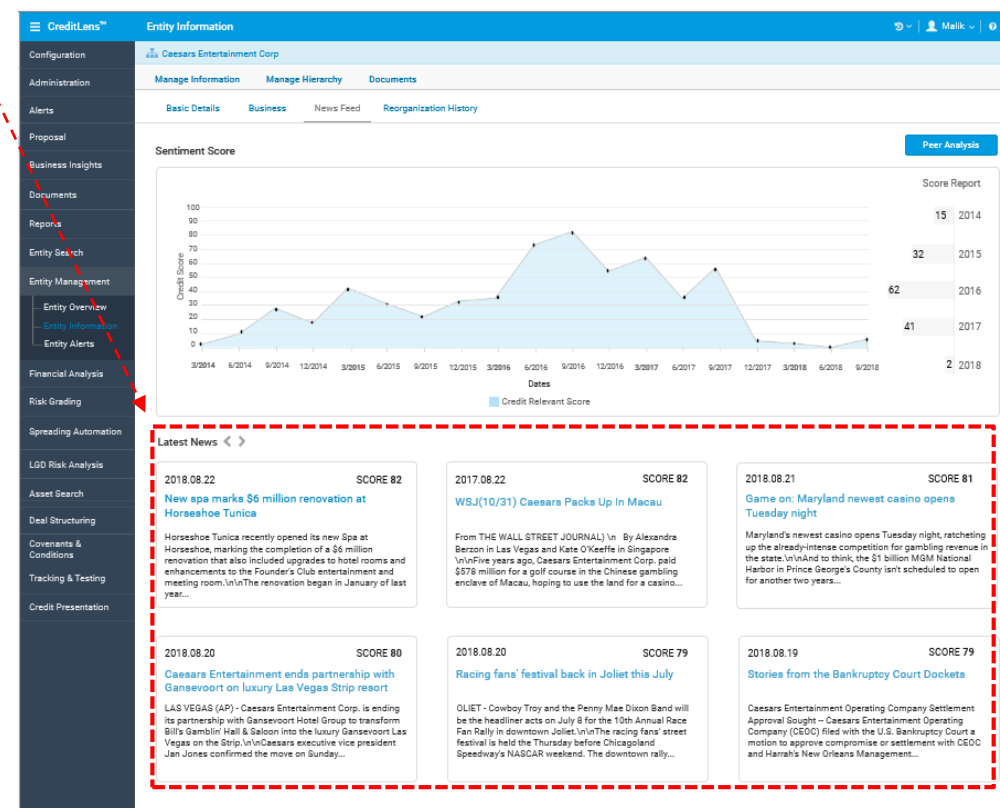 CreditLens™
Entity Information
Malik
Configuration
Administration
Alerts
Proposal
Business Insights
Documents
Reports
Entity Search
Entity Management
Entity Overview
Entity Information
Entity Alerts
Financial Analysis
Risk Grading
Spreading Automation
LGD Risk Analysis
Asset Search
Deal Structuring
Covenants &
Conditions
Tracking & Testing
Credit Presentation
Caesars Entertainment Corp
Manage Information Manage Hierarchy Documents
Basic Details Business News Feed Reorganization History
Sentiment Score
Peer Analysis
Score Report
15 2014
32 2015
62 2016
41 2017
2 2018
Credit Score
100
90
80
70
60
50
40
30
20
10
0
3/2014 6/2014 9/2014 12/2014 3/2015 6/2015 9/2015 12/2015 3/2016 6/2016 9/2016 12/2016 3/2017 6/2017 9/2017 12/2017 3/2018 6/2018 9/2018
Dates
Credit Relevant Score
Latest News
2018.08.22 SCORE 82
New spa marks $6 million renovation at
Horseshoe Tunica
Horseshoe Tunica recently opened its new Spa at
Horseshoe, marking the completion of a $6 million
renovation that also included upgrades to hotel rooms and
enhancements to the Founder's Club entertainment and
meeting room.\n\nThe renovation began in January of last
year...
2017.08.22 SCORE 82
WSJ(10/31) Caesars Packs Up In Macau
From THE WALL STREET JOURNAL) \n By Alexandra
Berzon in Las Vegas and Kate O'Keeffe in Singapore
\n\nFive years ago, Caesars Entertainment Corp. paid
$578 million for a golf course in the Chinese gambling
enclave of Macau, hoping to use the land for a casino...
2018.08.21 SCORE 81
Game on: Maryland newest casino opens
Tuesday night
Maryland's newest casino opens Tuesday night, ratcheting
up the already-intense competition for gambling revenue in
the state.\n\nAnd to think, the $1 billion MGM National
Harbor in Prince George's County isn't scheduled to open
for another two years...
2018.08.20 SCORE 80
Caesars Entertainment ends partnership with
Gansevoort on luxury Las Vegas Strip resort
LAS VEGAS (AP) - Caesars Entertainment Corp. is ending
its partnership with Gansevoort Hotel Group to transform
Bill's Gamblin' Hall & Saloon into the luxury Gansevoort Las
Vegas on the Strip.\n\nCaesars executive vice president
Jan Jones confirmed the move on Sunday...
2018.08.20 SCORE 79
Racing fans' festival back in Joliet this July
OLIET - Cowboy Troy and the Penny Mae Dixon Band will
be the headliner acts on July 8 for the 10th Annual Race
Fan Rally in downtown Joliet.\n\nThe racing fans' street
festival is held the Thursday before Chicagoland
Speedway's NASCAR weekend. The downtown rally...
2018.08.19 SCORE 79
Stories from the Bankruptcy Court Dockets
Caesars Entertainment Operating Company Settlement
Approval Sought -- Caesars Entertainment Operating
Company (CEOC) filed with the U.S. Bankruptcy Court a
motion to approve compromise or settlement with CEOC
and Harrah's New Orleans Management...